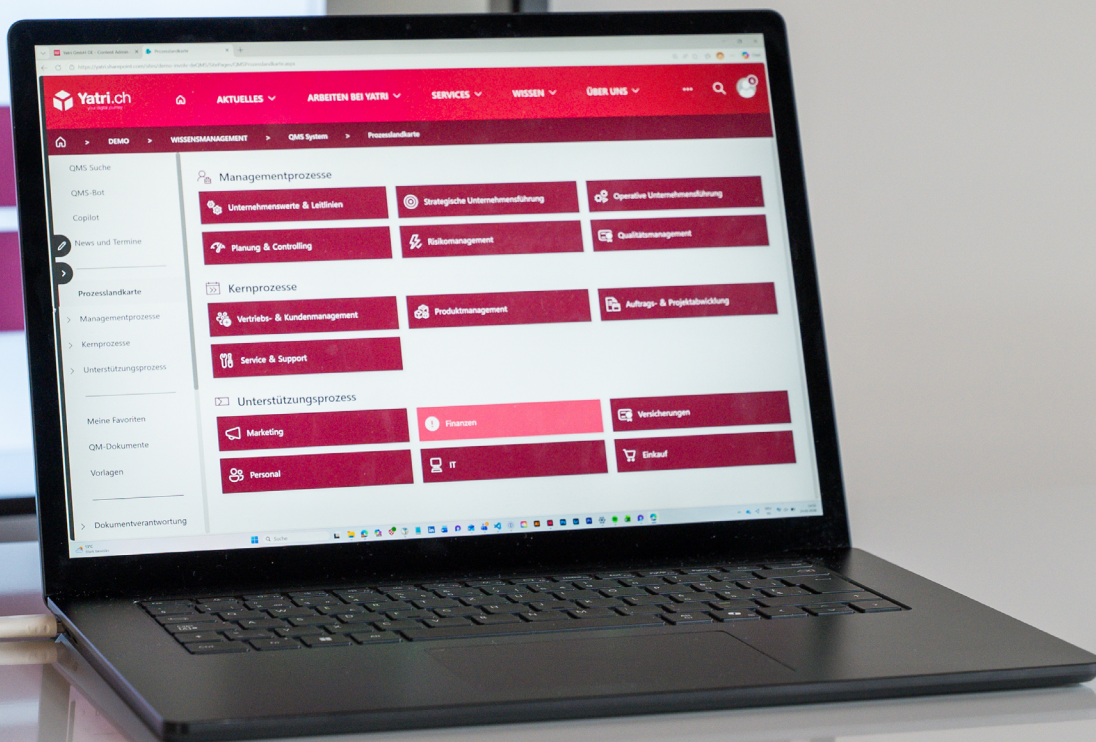 Prozesslandkarte
Yatri.ch
AKTUELLES
ARBEITEN BEI YATRI
SERVICES
WISSEN
ÜBER UNS
DEMO > WISSENSMANAGEMENT > QMS System > Prozesslandkarte
QMS Suche
QMS-Bot
Copilot
News und Termine
Prozesslandkarte
Managementprozesse
Kernprozesse
Unterstützungsprozess
Meine Favoriten
QM-Dokumente
Vorlagen
Dokumentverantwortung
Managementprozesse
Unternehmenswerte & Leitlinien
Strategische Unternehmensführung
Operative Unternehmensführung
Planung & Controlling
Risikomanagement
Qualitätsmanagement
Kernprozesse
Vertriebs- & Kundenmanagement
Produktmanagement
Auftrags- & Projektabwicklung
Service & Support
Unterstützungsprozess
Marketing
Finanzen
Versicherungen
Personal
IT
Einkauf
Suche